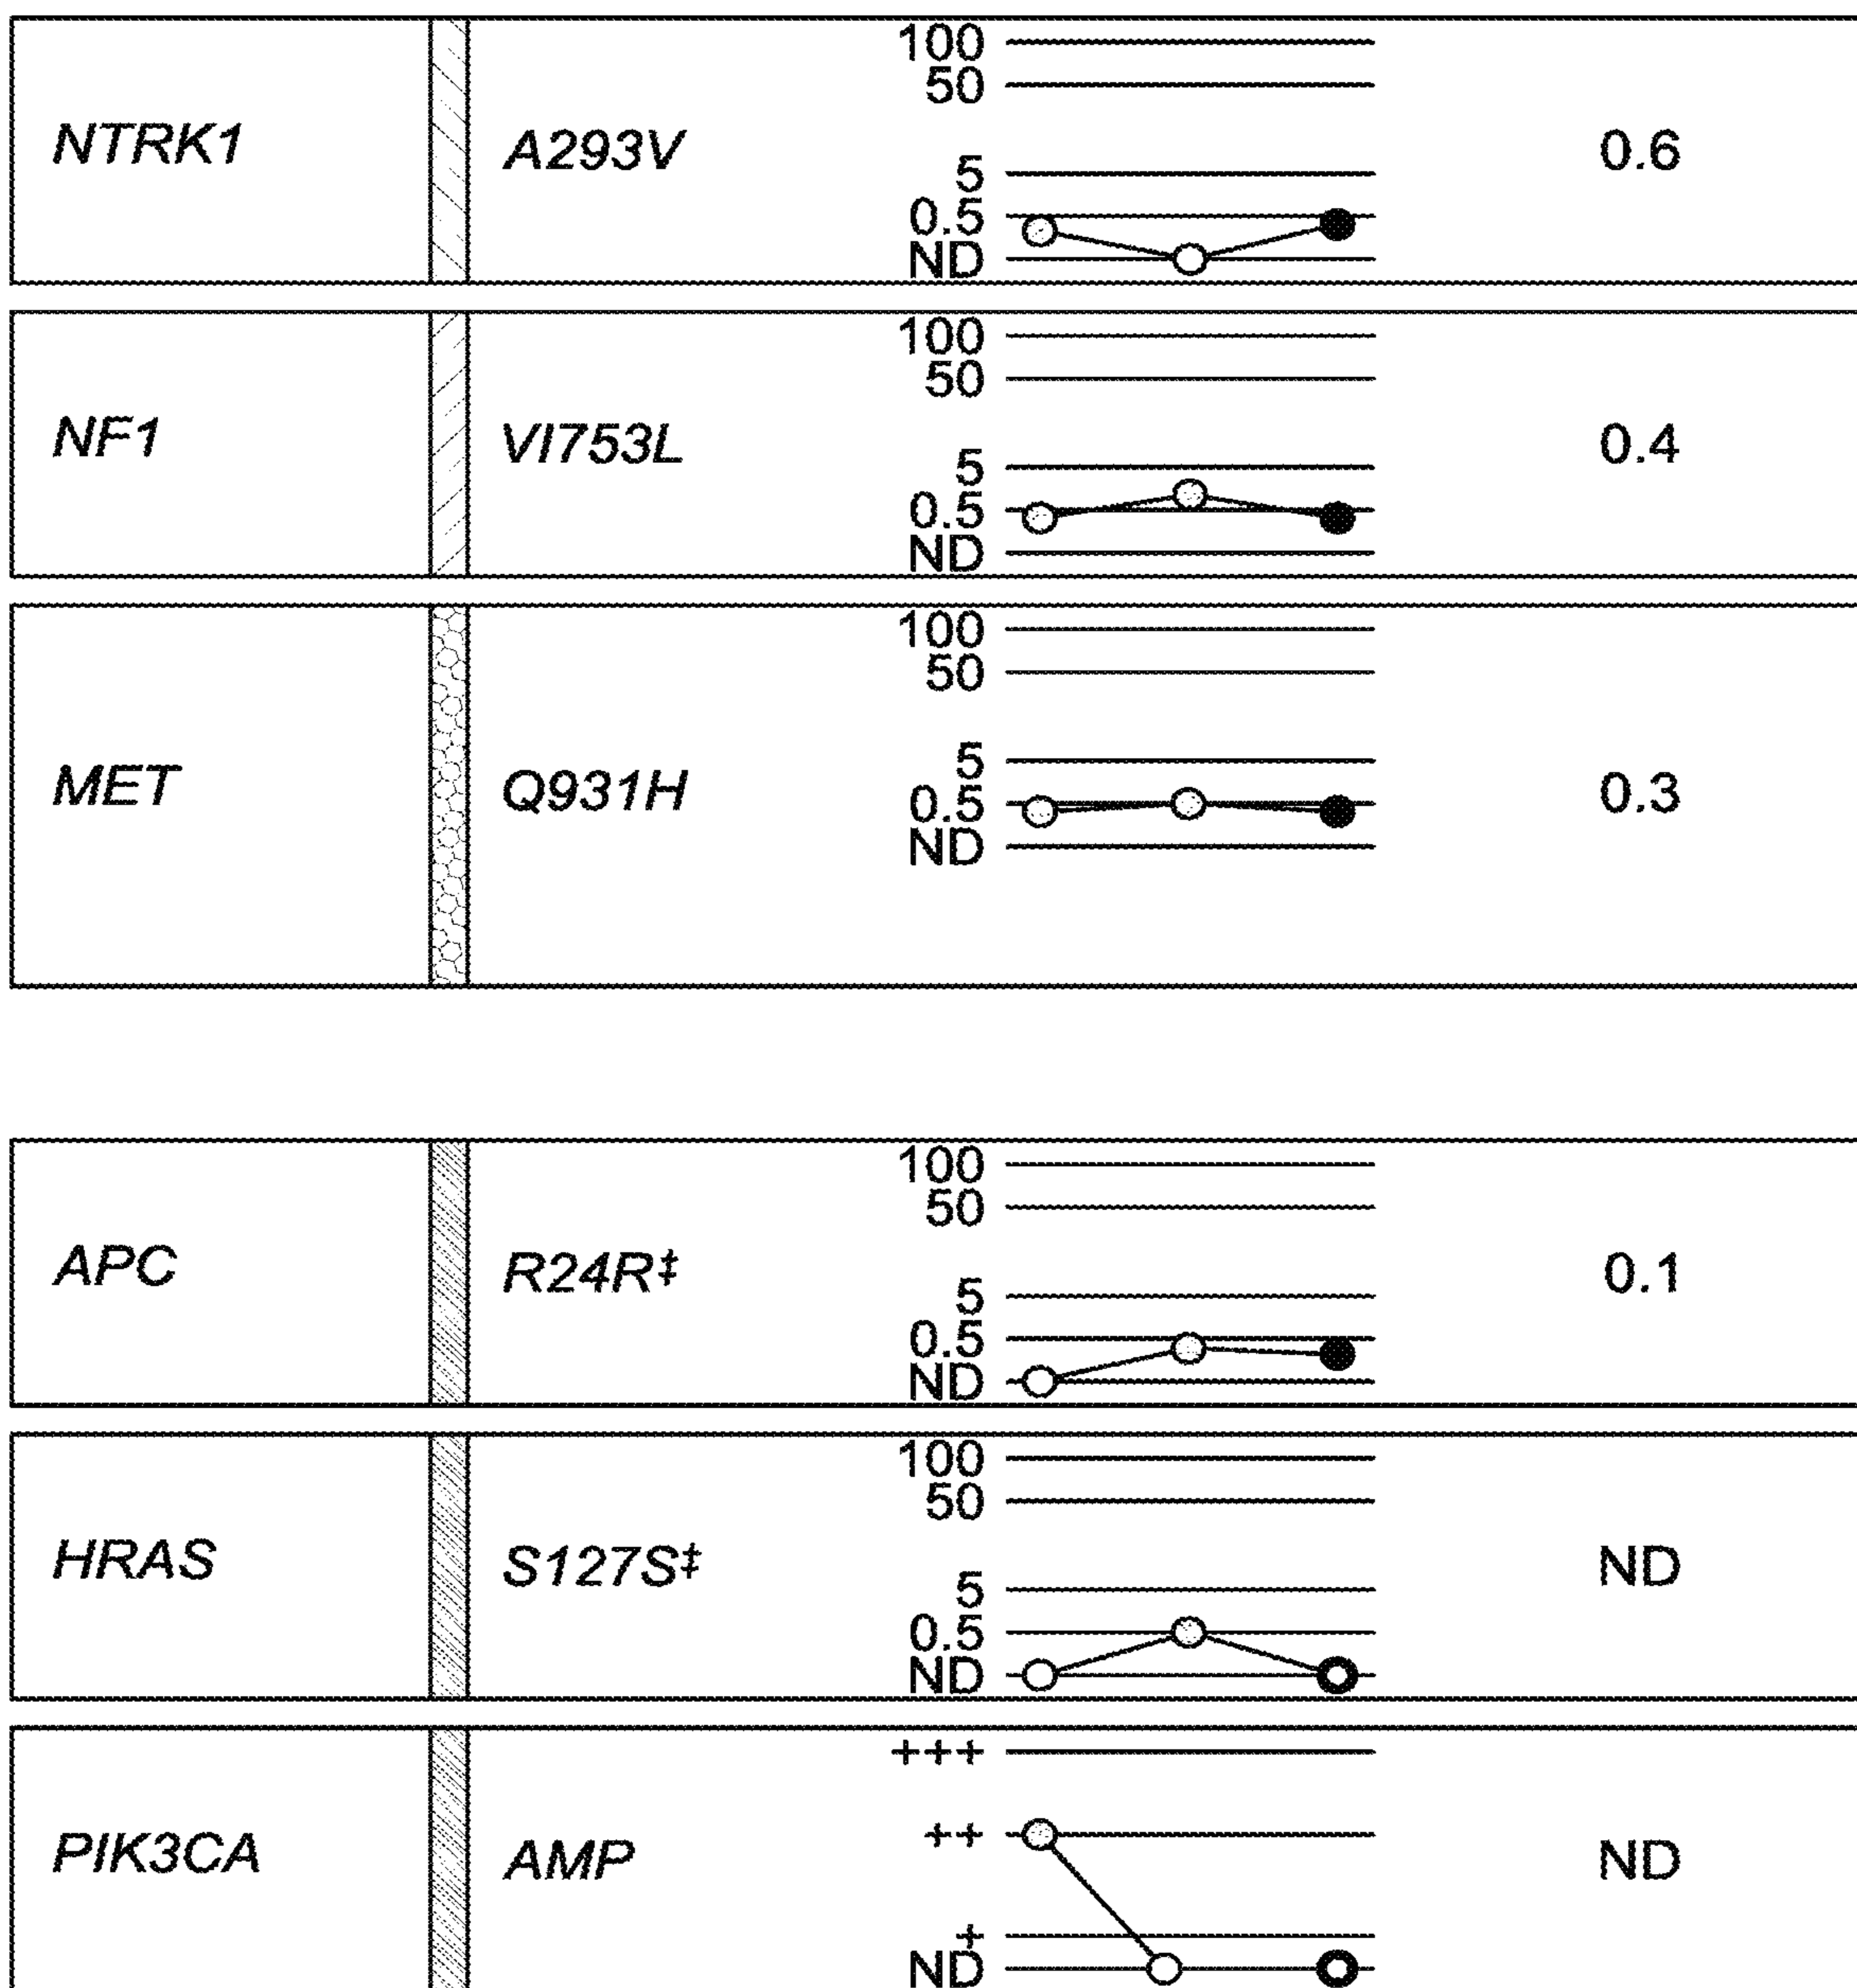 100
50
NTRK1 A293V 0.6
5
0.5
ND
100
50
NF1 VI753L 0.4
5
0.5
ND
100
50
MET Q931H 0.3
5
0.5
ND
100
50
APC R24R‡ 0.1
5
0.5
ND
100
50
HRAS S127S‡ ND
5
0.5
ND
+++
++
PIK3CA AMP ND
+
ND